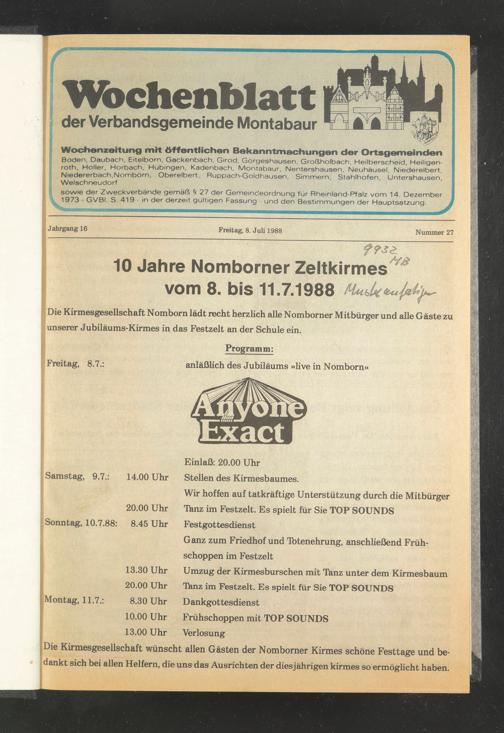 Wochenblatt
der Verbandsgemeinde Montabaur
Wochenzeitung mit öffentlichen Bekanntmachungen der Ortsgemeinden
Boden, Daubach, Eitelborn, Gackenbach, Girod, Görgeshausen, Großholbach, Heilberscheid, Heiligen-
roth, Holler, Horbach, Hübingen, Kadenbach, Montabaur, Nentershausen, Neuhäusel, Niederelbert,
Niedererbach, Nomborn, Oberelbert, Ruppach-Goldhausen, Simmern, Stahlhofen, Untershausen,
Welschneudorf
sowie der Zweckverbände gemäß § 27 der Gemeindeordnung für Rheinland-Pfalz vom 14. Dezember
1973 - GVBl. S. 419 - in der derzeit gültigen Fassung - und den Bestimmungen der Hauptsatzung.
Jahrgang 16 Freitag, 8. Juli 1988 Nummer 27
9932
MB
10 Jahre Nomborner Zeltkirmes
vom 8. bis 11.7.1988
Die Kirmesgesellschaft Nomborn lädt recht herzlich alle Nomborner Mitbürger und alle Gäste zu
unserer Jubiläums-Kirmes in das Festzelt an der Schule ein.
Programm:
Freitag, 8.7.: anläßlich des Jubiläums »live in Nomborn«
Anyone
Exact
Einlaß: 20.00 Uhr
Samstag, 9.7.: 14.00 Uhr Stellen des Kirmesbaumes.
Wir hoffen auf tatkräftige Unterstützung durch die Mitbürger
20.00 Uhr Tanz im Festzelt. Es spielt für Sie TOP SOUNDS
Sonntag, 10.7.88: 8.45 Uhr Festgottesdienst
Gang zum Friedhof und Totenehrung, anschließend Früh-
schoppen im Festzelt
13.30 Uhr Umzug der Kirmesburschen mit Tanz unter dem Kirmesbaum
20.00 Uhr Tanz im Festzelt. Es spielt für Sie TOP SOUNDS
Montag, 11.7.: 8.30 Uhr Dankgottesdienst
10.00 Uhr Frühschoppen mit TOP SOUNDS
13.00 Uhr Verlosung
Die Kirmesgesellschaft wünscht allen Gästen der Nomborner Kirmes schöne Festtage und be-
dankt sich bei allen Helfern, die uns das Ausrichten der diesjährigen kirmes so ermöglicht haben.